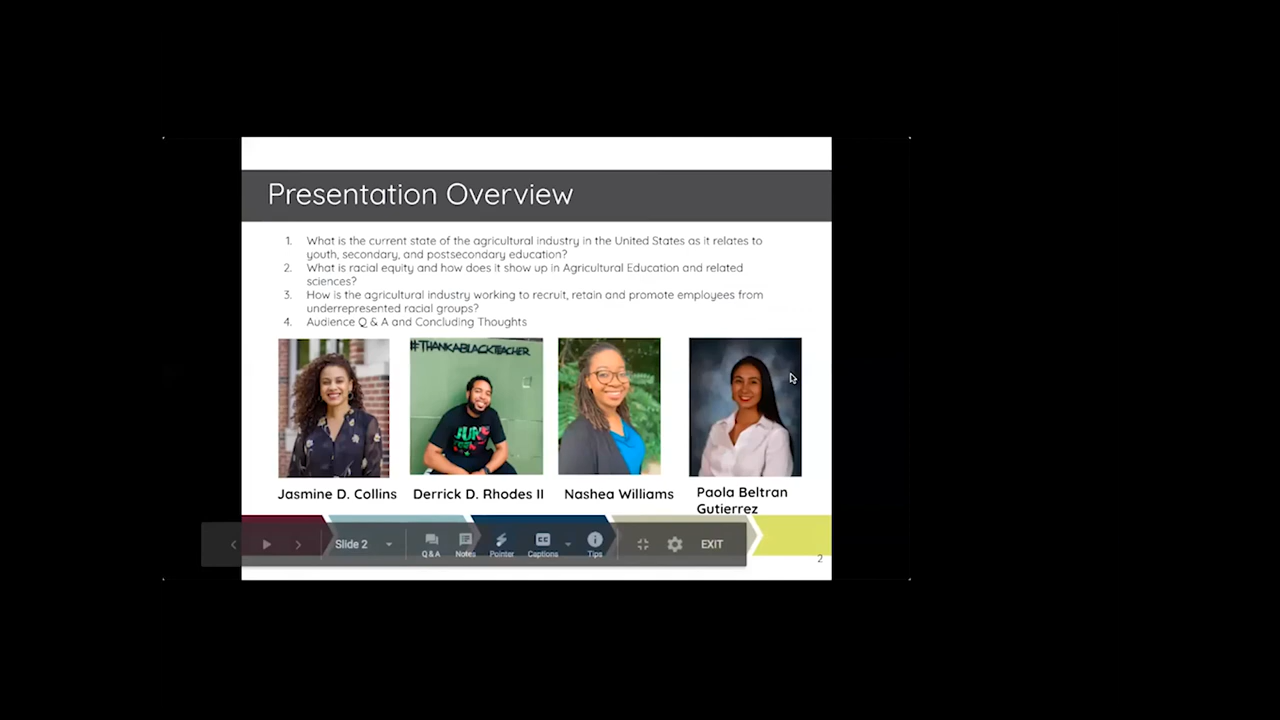 Presentation Overview
1. What is the current state of the agricultural industry in the United States as it relates to
youth, secondary, and postsecondary education?
2. What is racial equity and how does it show up in Agricultural Education and related
sciences?
3. How is the agricultural industry working to recruit, retain and promote employees from
underrepresented racial groups?
4. Audience Q & A and Concluding Thoughts
#THANKABLACKTEACHER
Jasmine D. Collins
Derrick D. Rhodes II
Nashea Williams
Paola Beltran
Gutierrez
Slide 2
Q&A
Notes
Pointer
CC
Captions
Tips
EXIT
2